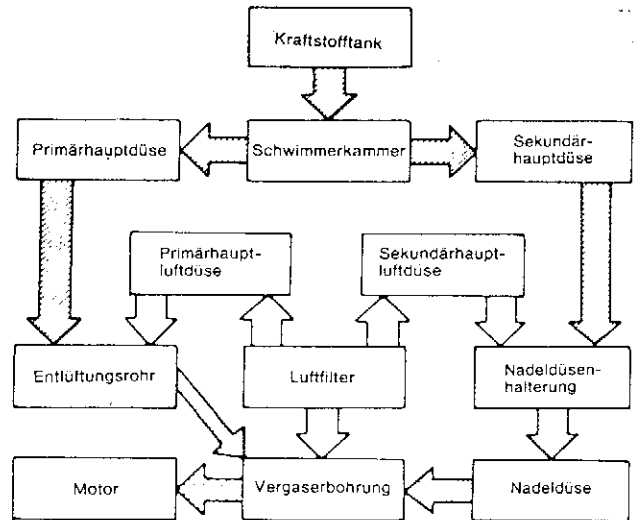 Kraftstofftank
Primärhauptdüse
Schwimmerkammer
Sekundär-
hauptdüse
Primärhaupt-
luftdüse
Sekundärhaupt-
luftdüse
Entlüftungsrohr
Luftfilter
Nadeldüsen-
halterung
Motor
Vergaserbohrung
Nadeldüse